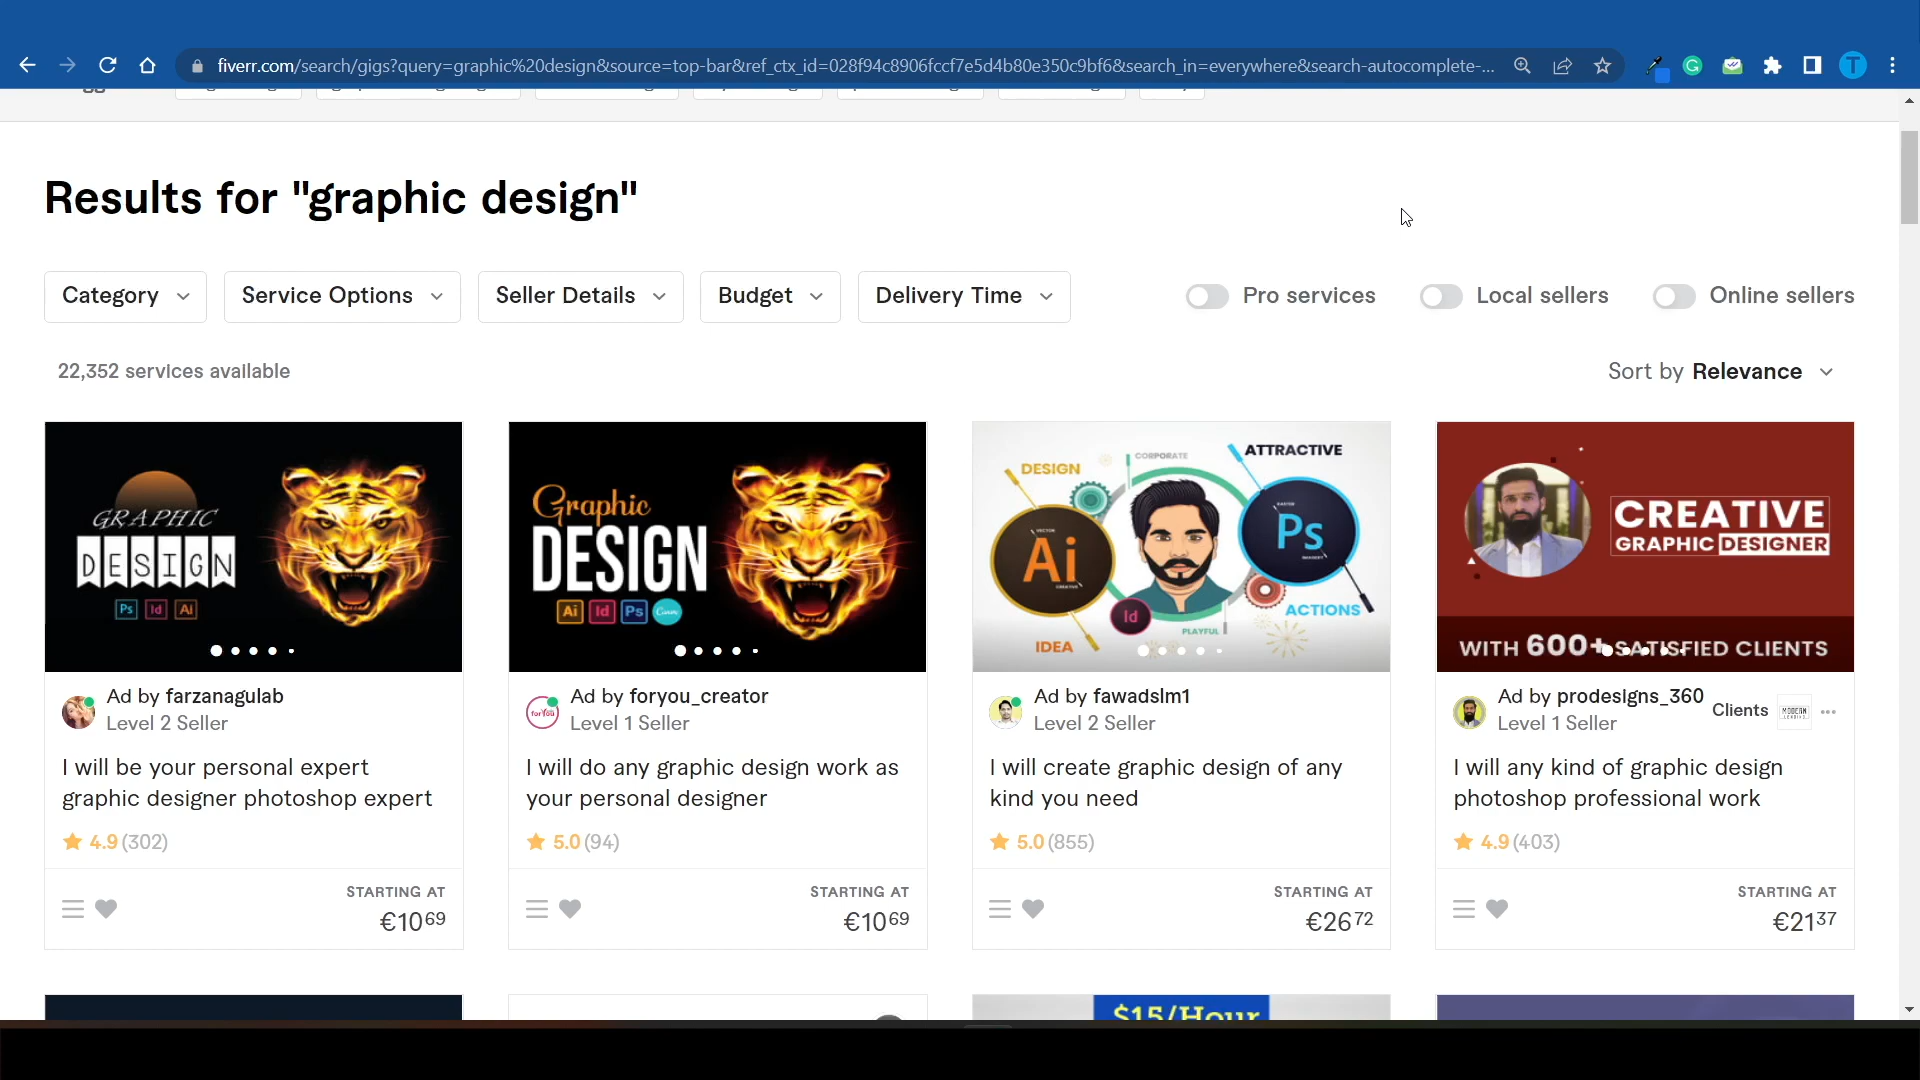 fiverr.com/search/gigs?query=graphic%20design&source=top-bar&ref_ctx_id=028f94c8906fccf7e5d4b80e350c9bf6&search_in=everywhere&search-autocomplete-...
T
Results for "graphic design"
Category
Service Options
Seller Details
Budget
Delivery Time
Pro services
Local sellers
Online sellers
22,352 services available
Sort by Relevance
GRAPHIC
DESIGN
Ps Id Ai
Ad by farzanagulab
Level 2 Seller
I will be your personal expert
graphic designer photoshop expert
4.9 (302)
STARTING AT
€10 69
Graphic
DESIGN
Ai Id Ps Canva
forYou
Ad by foryou_creator
Level 1 Seller
I will do any graphic design work as
your personal designer
5.0 (94)
STARTING AT
€10 69
DESIGN
CORPORATE
ATTRACTIVE
VECTOR
Ai
CREATIVE
Ps
Id
ACTIONS
PLAYFUL
IDEA
Ad by fawadslm1
Level 2 Seller
I will create graphic design of any
kind you need
5.0 (855)
STARTING AT
€26 72
CREATIVE
GRAPHIC DESIGNER
WITH 600+ SATISFIED CLIENTS
Ad by prodesigns_360
Level 1 Seller
Clients
MODERN
I will any kind of graphic design
photoshop professional work
4.9 (403)
STARTING AT
€21 37
$15/Hour